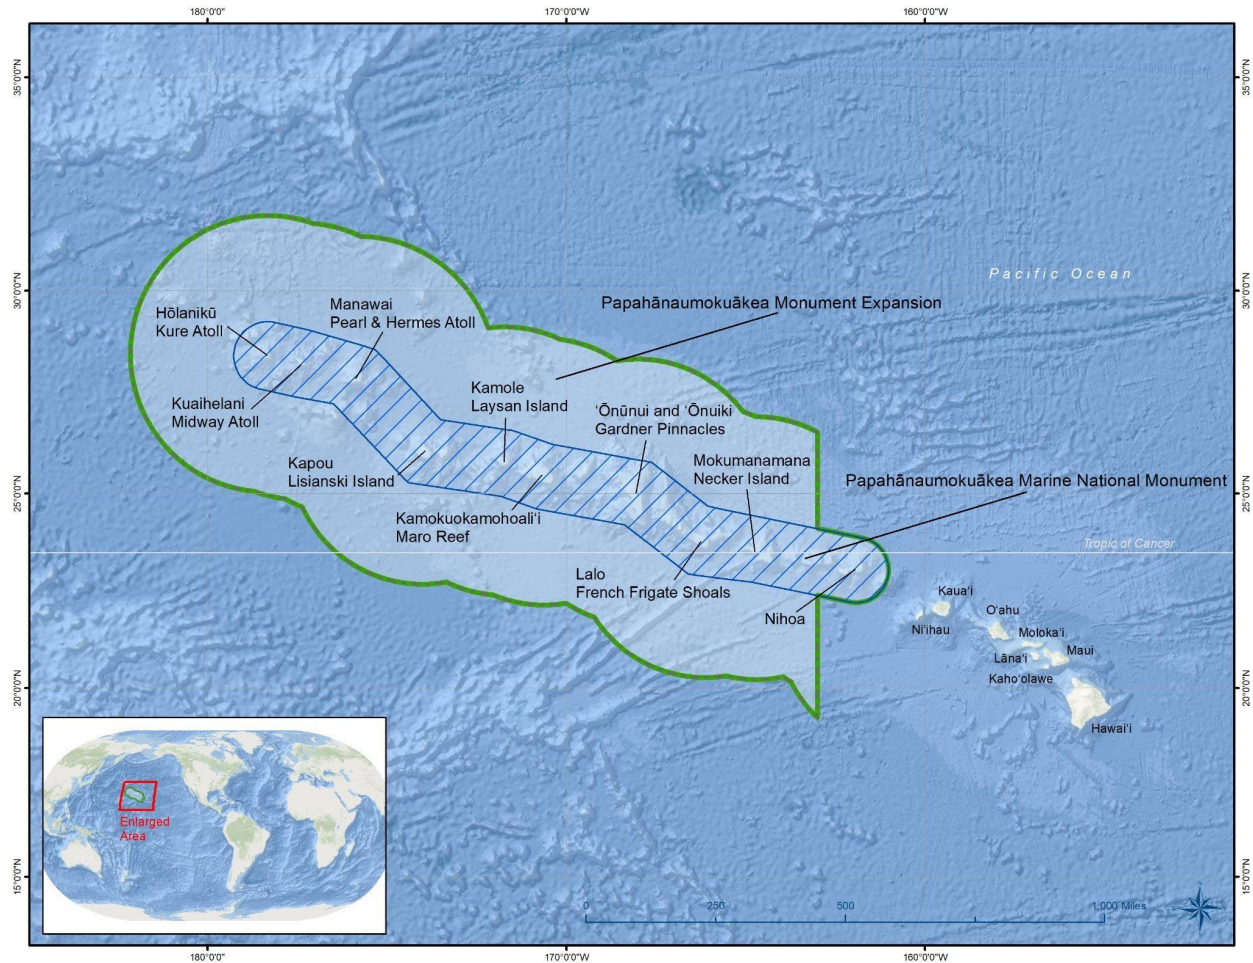 180°0'0"W
170°0'0"W
160°0'0"W
35°0'0"N
35°0'0"N
Pacific Ocean
30°0'0"N
30°0'0"N
Papahānaumokuākea Monument Expansion
Hōlanikū
Kure Atoll
Manawai
Pearl & Hermes Atoll
Kuaihelani
Midway Atoll
Kamole
Laysan Island
ʻŌnūnui and ʻŌnuiki
Gardner Pinnacles
Kapou
Lisianski Island
Mokumanamana
Necker Island
Papahānaumokuākea Marine National Monument
25°0'0"N
25°0'0"N
Kamokuokamohoaliʻi
Maro Reef
Tropic of Cancer
Lalo
French Frigate Shoals
Nihoa
Kauaʻi
Niʻihau
Oʻahu
Molokaʻi
Maui
Lānaʻi
Kahoʻolawe
Hawaiʻi
20°0'0"N
20°0'0"N
Enlarged
Area
15°0'0"N
15°0'0"N
0
250
500
1,000 Miles
N
180°0'0"W
170°0'0"W
160°0'0"W